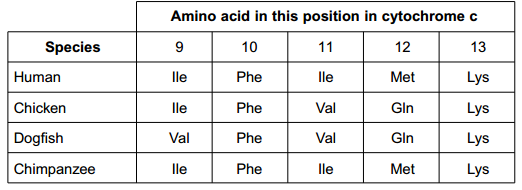 Amino acid in this position in cytochrome c
Species 9 10 11 12 13
Human Ile Phe Ile Met Lys
Chicken Ile Phe Val Gln Lys
Dogfish Val Phe Val Gln Lys
Chimpanzee Ile Phe Ile Met Lys